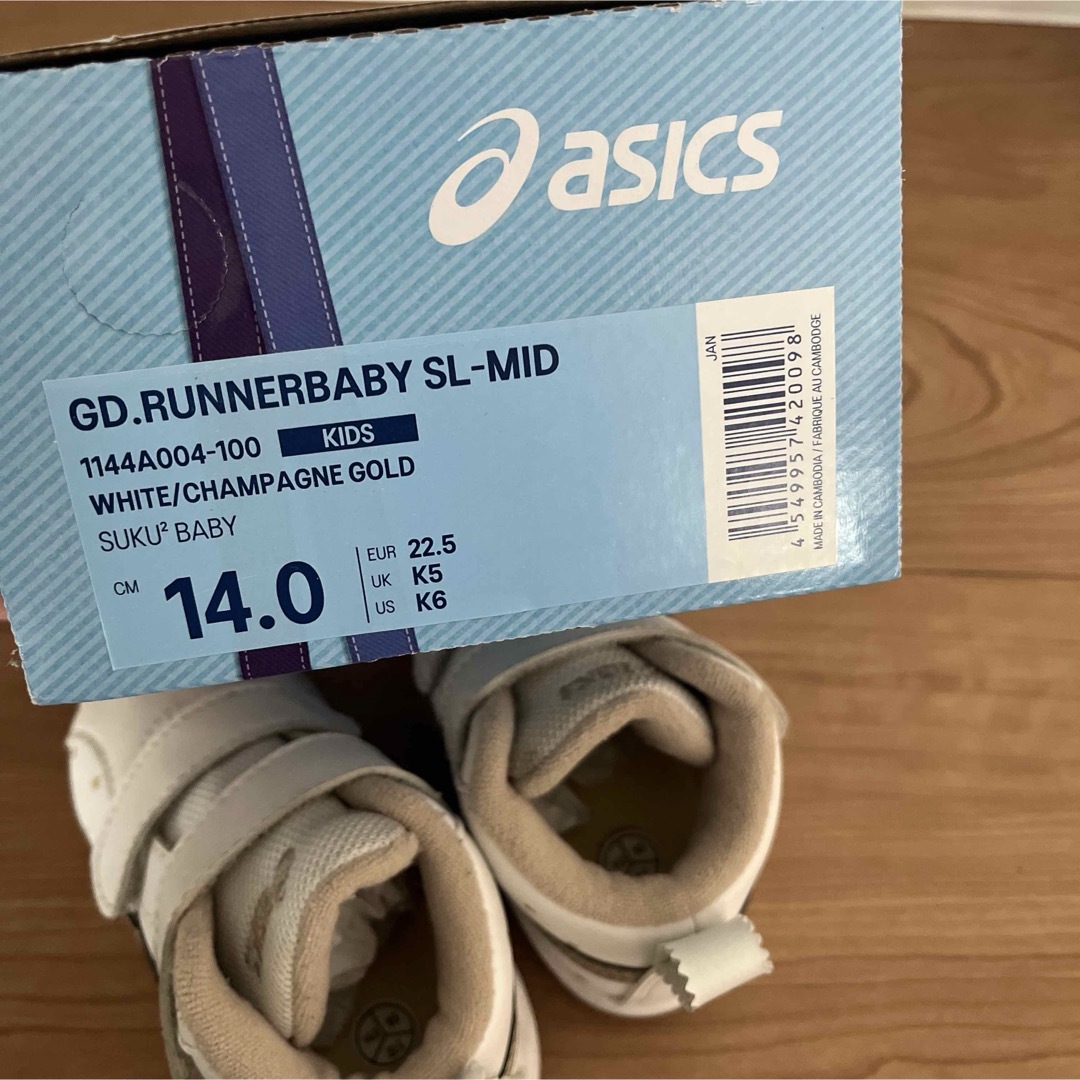 asics
GD.RUNNERBABY SL-MID
1144A004-100 KIDS
WHITE/CHAMPAGNE GOLD
SUKU² BABY
CM 14.0
EUR 22.5
UK K5
US K6
JAN
4 549957 420098
MADE IN CAMBODIA / FABRIQUE AU CAMBODGE